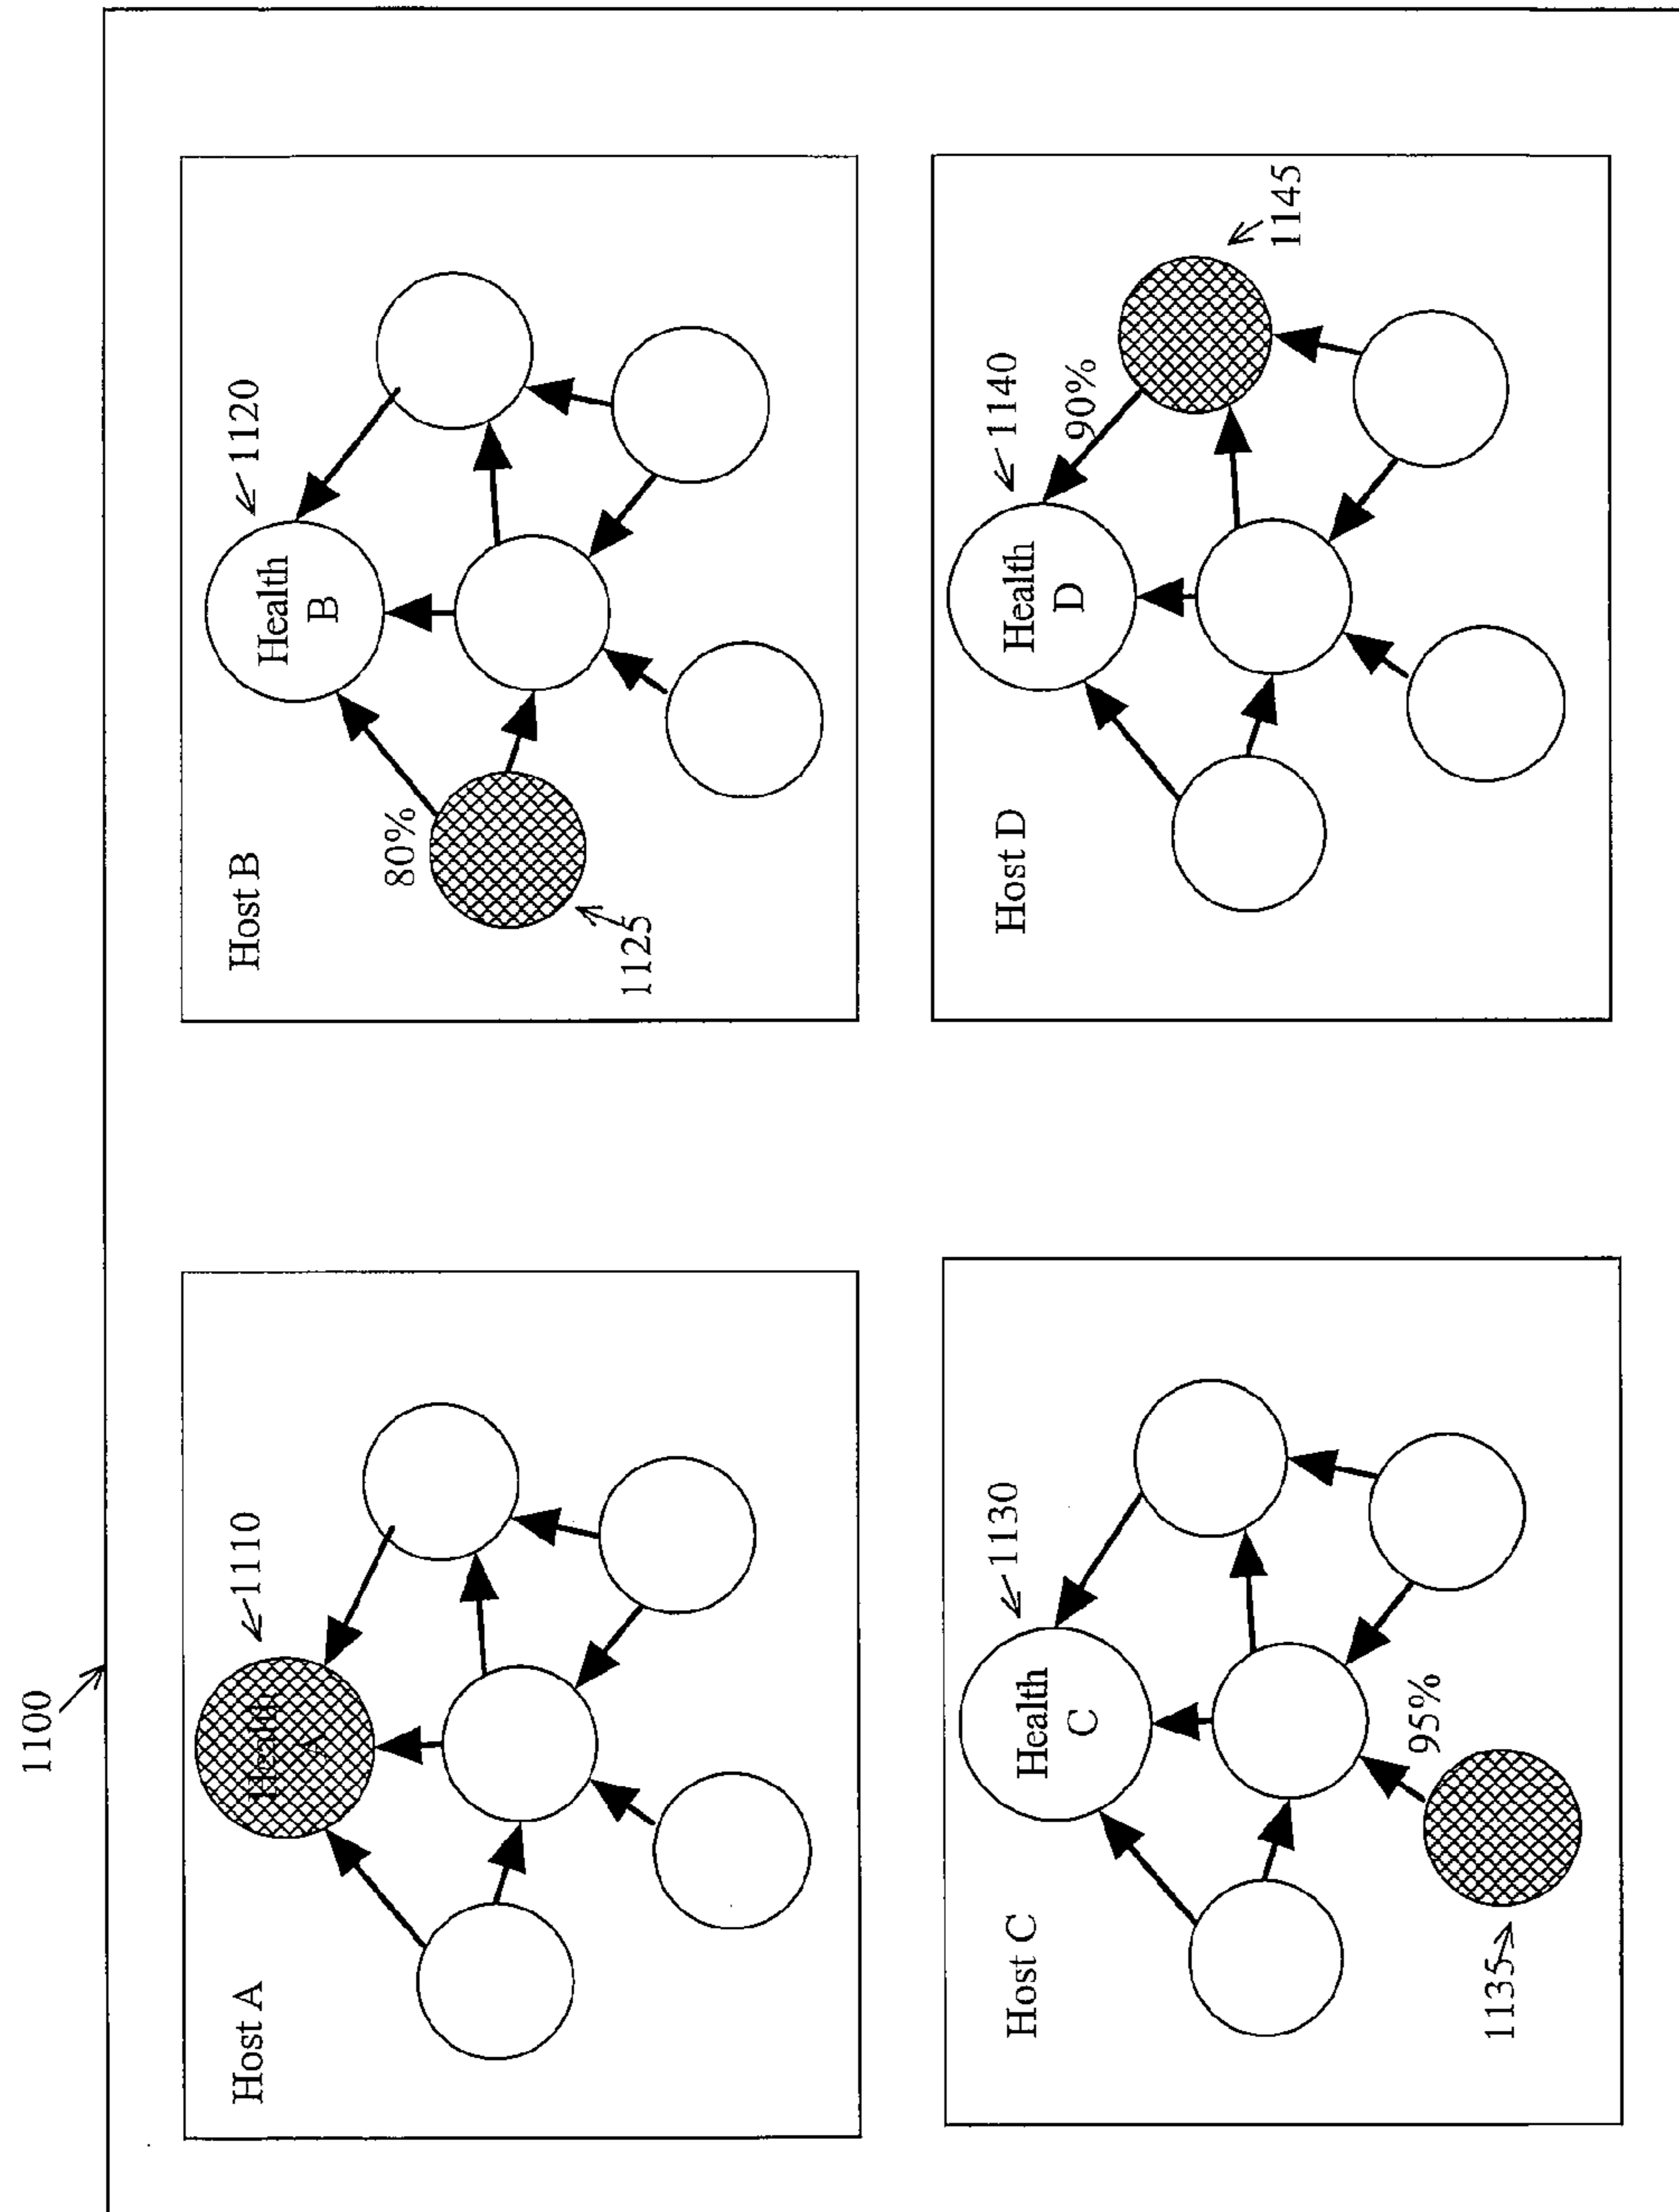 1100
Host A
1110
Health
A
Host B
1120
Health
B
80%
1125
Host C
1130
Health
C
95%
1135
Host D
1140
Health
D
90%
1145